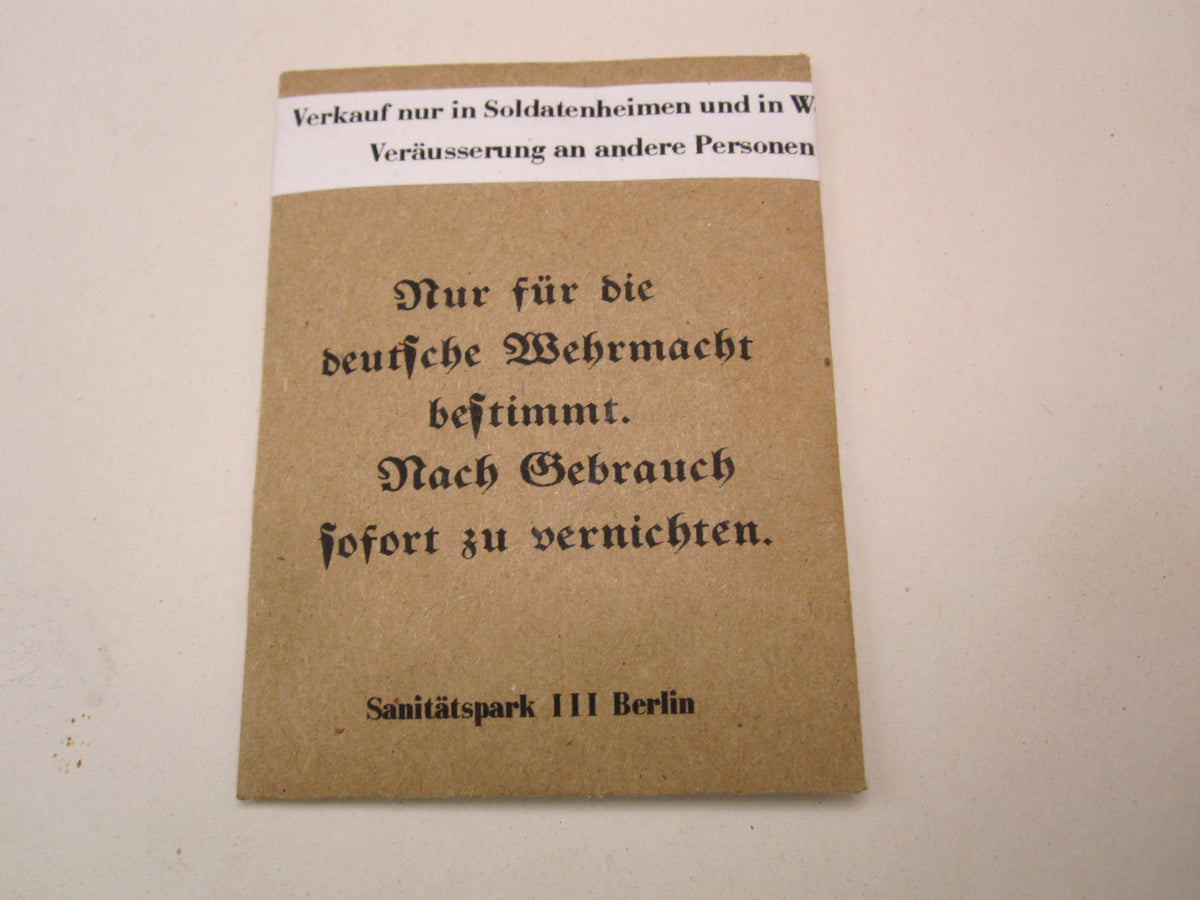 Verkauf nur in Soldatenheimen und in
Veräusserung an andere Personen
Nur für die
deutſche Wehrmacht
beſtimmt.
Nach Gebrauch
ſofort zu vernichten.
Sanitätspark III Berlin